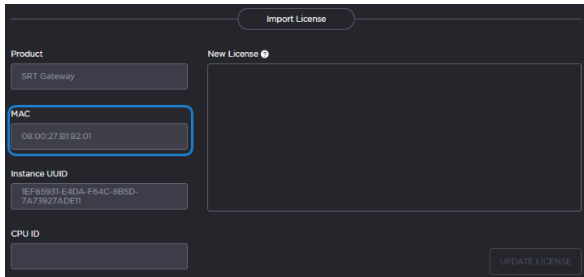 Import License
Product
New License ?
SRT Gateway
MAC
08:00:27:B1:82:01
Instance UUID
1EF65931-E4DA-F64C-8B5D-
7A73927ADE11
CPU ID
UPDATE LICENSE